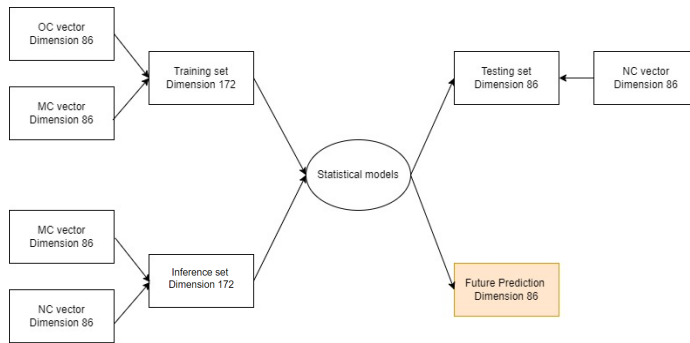 OC vector
Dimension 86
MC vector
Dimension 86
Training set
Dimension 172
Testing set
Dimension 86
NC vector
Dimension 86
Statistical models
MC vector
Dimension 86
NC vector
Dimension 86
Inference set
Dimension 172
Future Prediction
Dimension 86